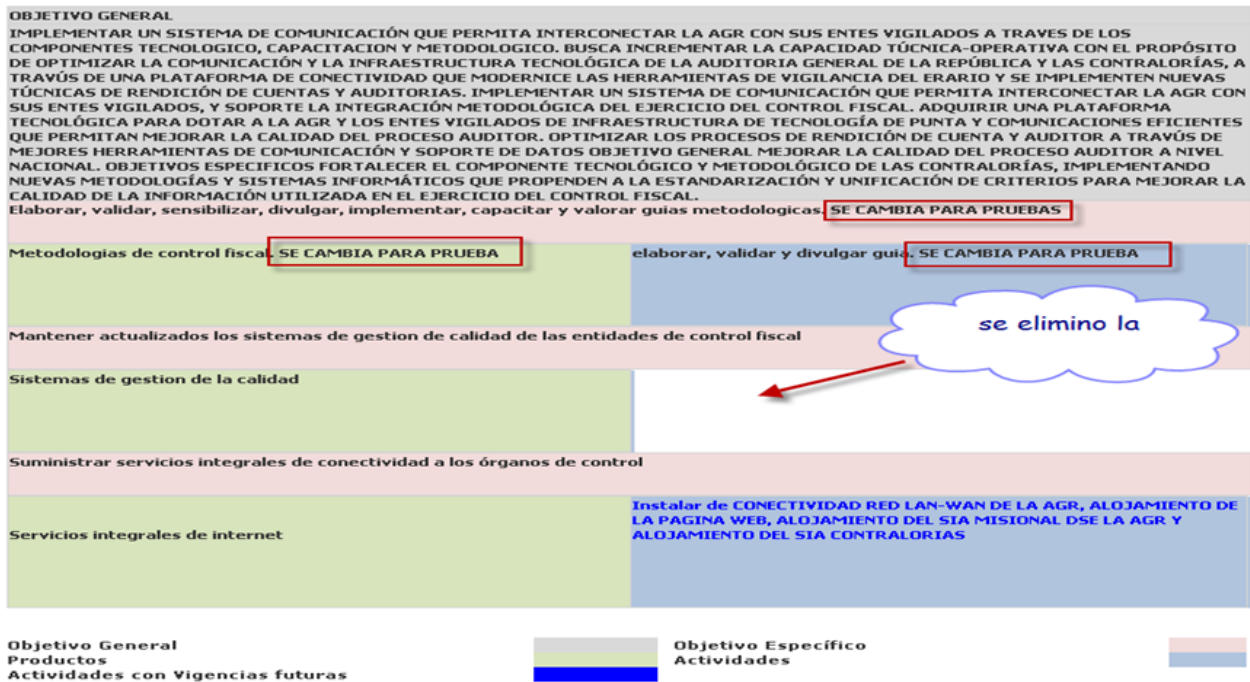 OBJETIVO GENERAL
IMPLEMENTAR UN SISTEMA DE COMUNICACIÓN QUE PERMITA INTERCONECTAR LA AGR CON SUS ENTES VIGILADOS A TRAVES DE LOS
COMPONENTES TECNOLOGICO, CAPACITACION Y METODOLOGICO. BUSCA INCREMENTAR LA CAPACIDAD TÚCNICA-OPERATIVA CON EL PROPÓSITO
DE OPTIMIZAR LA COMUNICACIÓN Y LA INFRAESTRUCTURA TECNOLÓGICA DE LA AUDITORIA GENERAL DE LA REPÚBLICA Y LAS CONTRALORÍAS, A
TRAVÚS DE UNA PLATAFORMA DE CONECTIVIDAD QUE MODERNICE LAS HERRAMIENTAS DE VIGILANCIA DEL ERARIO Y SE IMPLEMENTEN NUEVAS
TÚCNICAS DE RENDICIÓN DE CUENTAS Y AUDITORIAS. IMPLEMENTAR UN SISTEMA DE COMUNICACIÓN QUE PERMITA INTERCONECTAR LA AGR CON
SUS ENTES VIGILADOS, Y SOPORTE LA INTEGRACIÓN METODOLÓGICA DEL EJERCICIO DEL CONTROL FISCAL. ADQUIRIR UNA PLATAFORMA
TECNOLÓGICA PARA DOTAR A LA AGR Y LOS ENTES VIGILADOS DE INFRAESTRUCTURA DE TECNOLOGÍA DE PUNTA Y COMUNICACIONES EFICIENTES
QUE PERMITAN MEJORAR LA CALIDAD DEL PROCESO AUDITOR. OPTIMIZAR LOS PROCESOS DE RENDICIÓN DE CUENTA Y AUDITOR A TRAVÚS DE
MEJORES HERRAMIENTAS DE COMUNICACIÓN Y SOPORTE DE DATOS OBJETIVO GENERAL MEJORAR LA CALIDAD DEL PROCESO AUDITOR A NIVEL
NACIONAL. OBJETIVOS ESPECIFICOS FORTALECER EL COMPONENTE TECNOLÓGICO Y METODOLÓGICO DE LAS CONTRALORÍAS, IMPLEMENTANDO
NUEVAS METODOLOGÍAS Y SISTEMAS INFORMÁTICOS QUE PROPENDEN A LA ESTANDARIZACIÓN Y UNIFICACIÓN DE CRITERIOS PARA MEJORAR LA
CALIDAD DE LA INFORMACIÓN UTILIZADA EN EL EJERCICIO DEL CONTROL FISCAL.
Elaborar, validar, sensibilizar, divulgar, implementar, capacitar y valorar guias metodologicas. SE CAMBIA PARA PRUEBAS
Metodologias de control fiscal. SE CAMBIA PARA PRUEBA
elaborar, validar y divulgar guia. SE CAMBIA PARA PRUEBA
se elimino la
Mantener actualizados los sistemas de gestion de calidad de las entidades de control fiscal
Sistemas de gestion de la calidad
Suministrar servicios integrales de conectividad a los órganos de control
Servicios integrales de internet
Instalar de CONECTIVIDAD RED LAN-WAN DE LA AGR, ALOJAMIENTO DE
LA PAGINA WEB, ALOJAMIENTO DEL SIA MISIONAL DSE LA AGR Y
ALOJAMIENTO DEL SIA CONTRALORIAS
Objetivo General
Objetivo Específico
Productos
Actividades
Actividades con Vigencias futuras